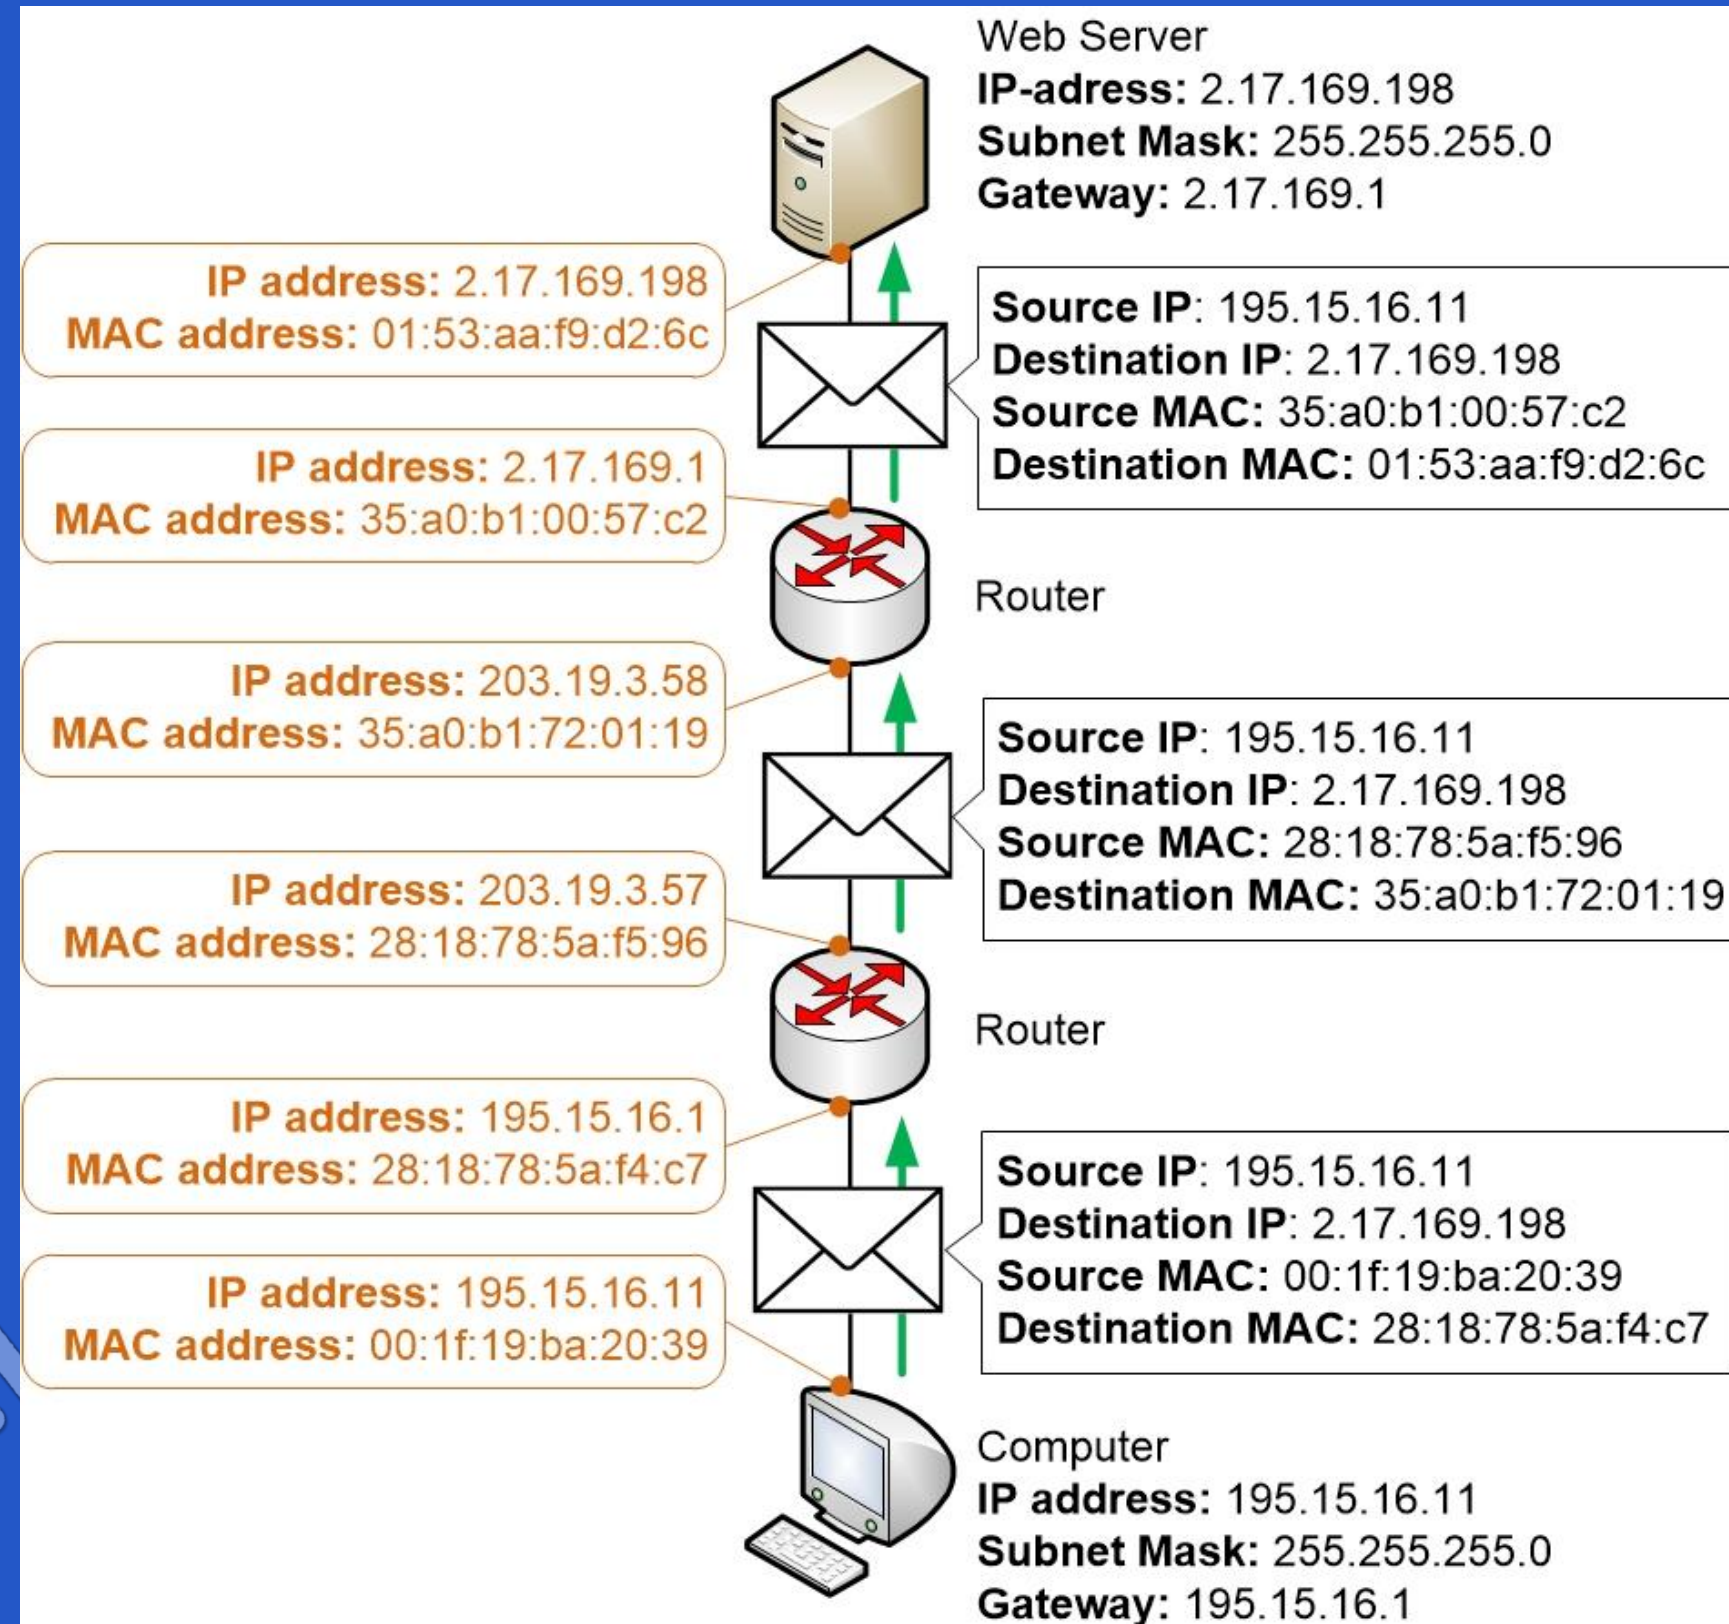 Web Server
IP-adress: 2.17.169.198
Subnet Mask: 255.255.255.0
Gateway: 2.17.169.1
IP address: 2.17.169.198
MAC address: 01:53:aa:f9:d2:6c
Source IP: 195.15.16.11
Destination IP: 2.17.169.198
Source MAC: 35:a0:b1:00:57:c2
Destination MAC: 01:53:aa:f9:d2:6c
IP address: 2.17.169.1
MAC address: 35:a0:b1:00:57:c2
Router
IP address: 203.19.3.58
MAC address: 35:a0:b1:72:01:19
Source IP: 195.15.16.11
Destination IP: 2.17.169.198
Source MAC: 28:18:78:5a:f5:96
Destination MAC: 35:a0:b1:72:01:19
IP address: 203.19.3.57
MAC address: 28:18:78:5a:f5:96
Router
IP address: 195.15.16.1
MAC address: 28:18:78:5a:f4:c7
Source IP: 195.15.16.11
Destination IP: 2.17.169.198
Source MAC: 00:1f:19:ba:20:39
Destination MAC: 28:18:78:5a:f4:c7
IP address: 195.15.16.11
MAC address: 00:1f:19:ba:20:39
Computer
IP address: 195.15.16.11
Subnet Mask: 255.255.255.0
Gateway: 195.15.16.1